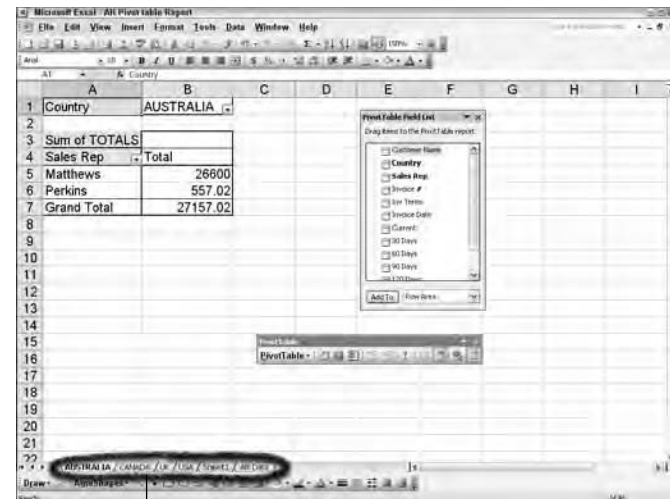 Microsoft Excel - AR Pivot table Report
File Edit View Insert Format Tools Data Window Help
Arial 10 B I U
A1 Country
A B C D E F G H I
1 Country AUSTRALIA
2
3 Sum of TOTALS
4 Sales Rep Total
5 Matthews 26600
6 Perkins 557.02
7 Grand Total 27157.02
8
9
10
11
12
13
14
15
16
17
18
19
20
21
22
PivotTable Field List
Drag items to the PivotTable report
Customer Name
Country
Sales Rep
Invoice #
Inv Terms
Invoice Date
Current
30 Days
60 Days
90 Days
120 Days
Add To Row Area
PivotTable
PivotTable
AUSTRALIA / CANADA / UK / USA / Sheet1 / AR Data
Draw AutoShapes